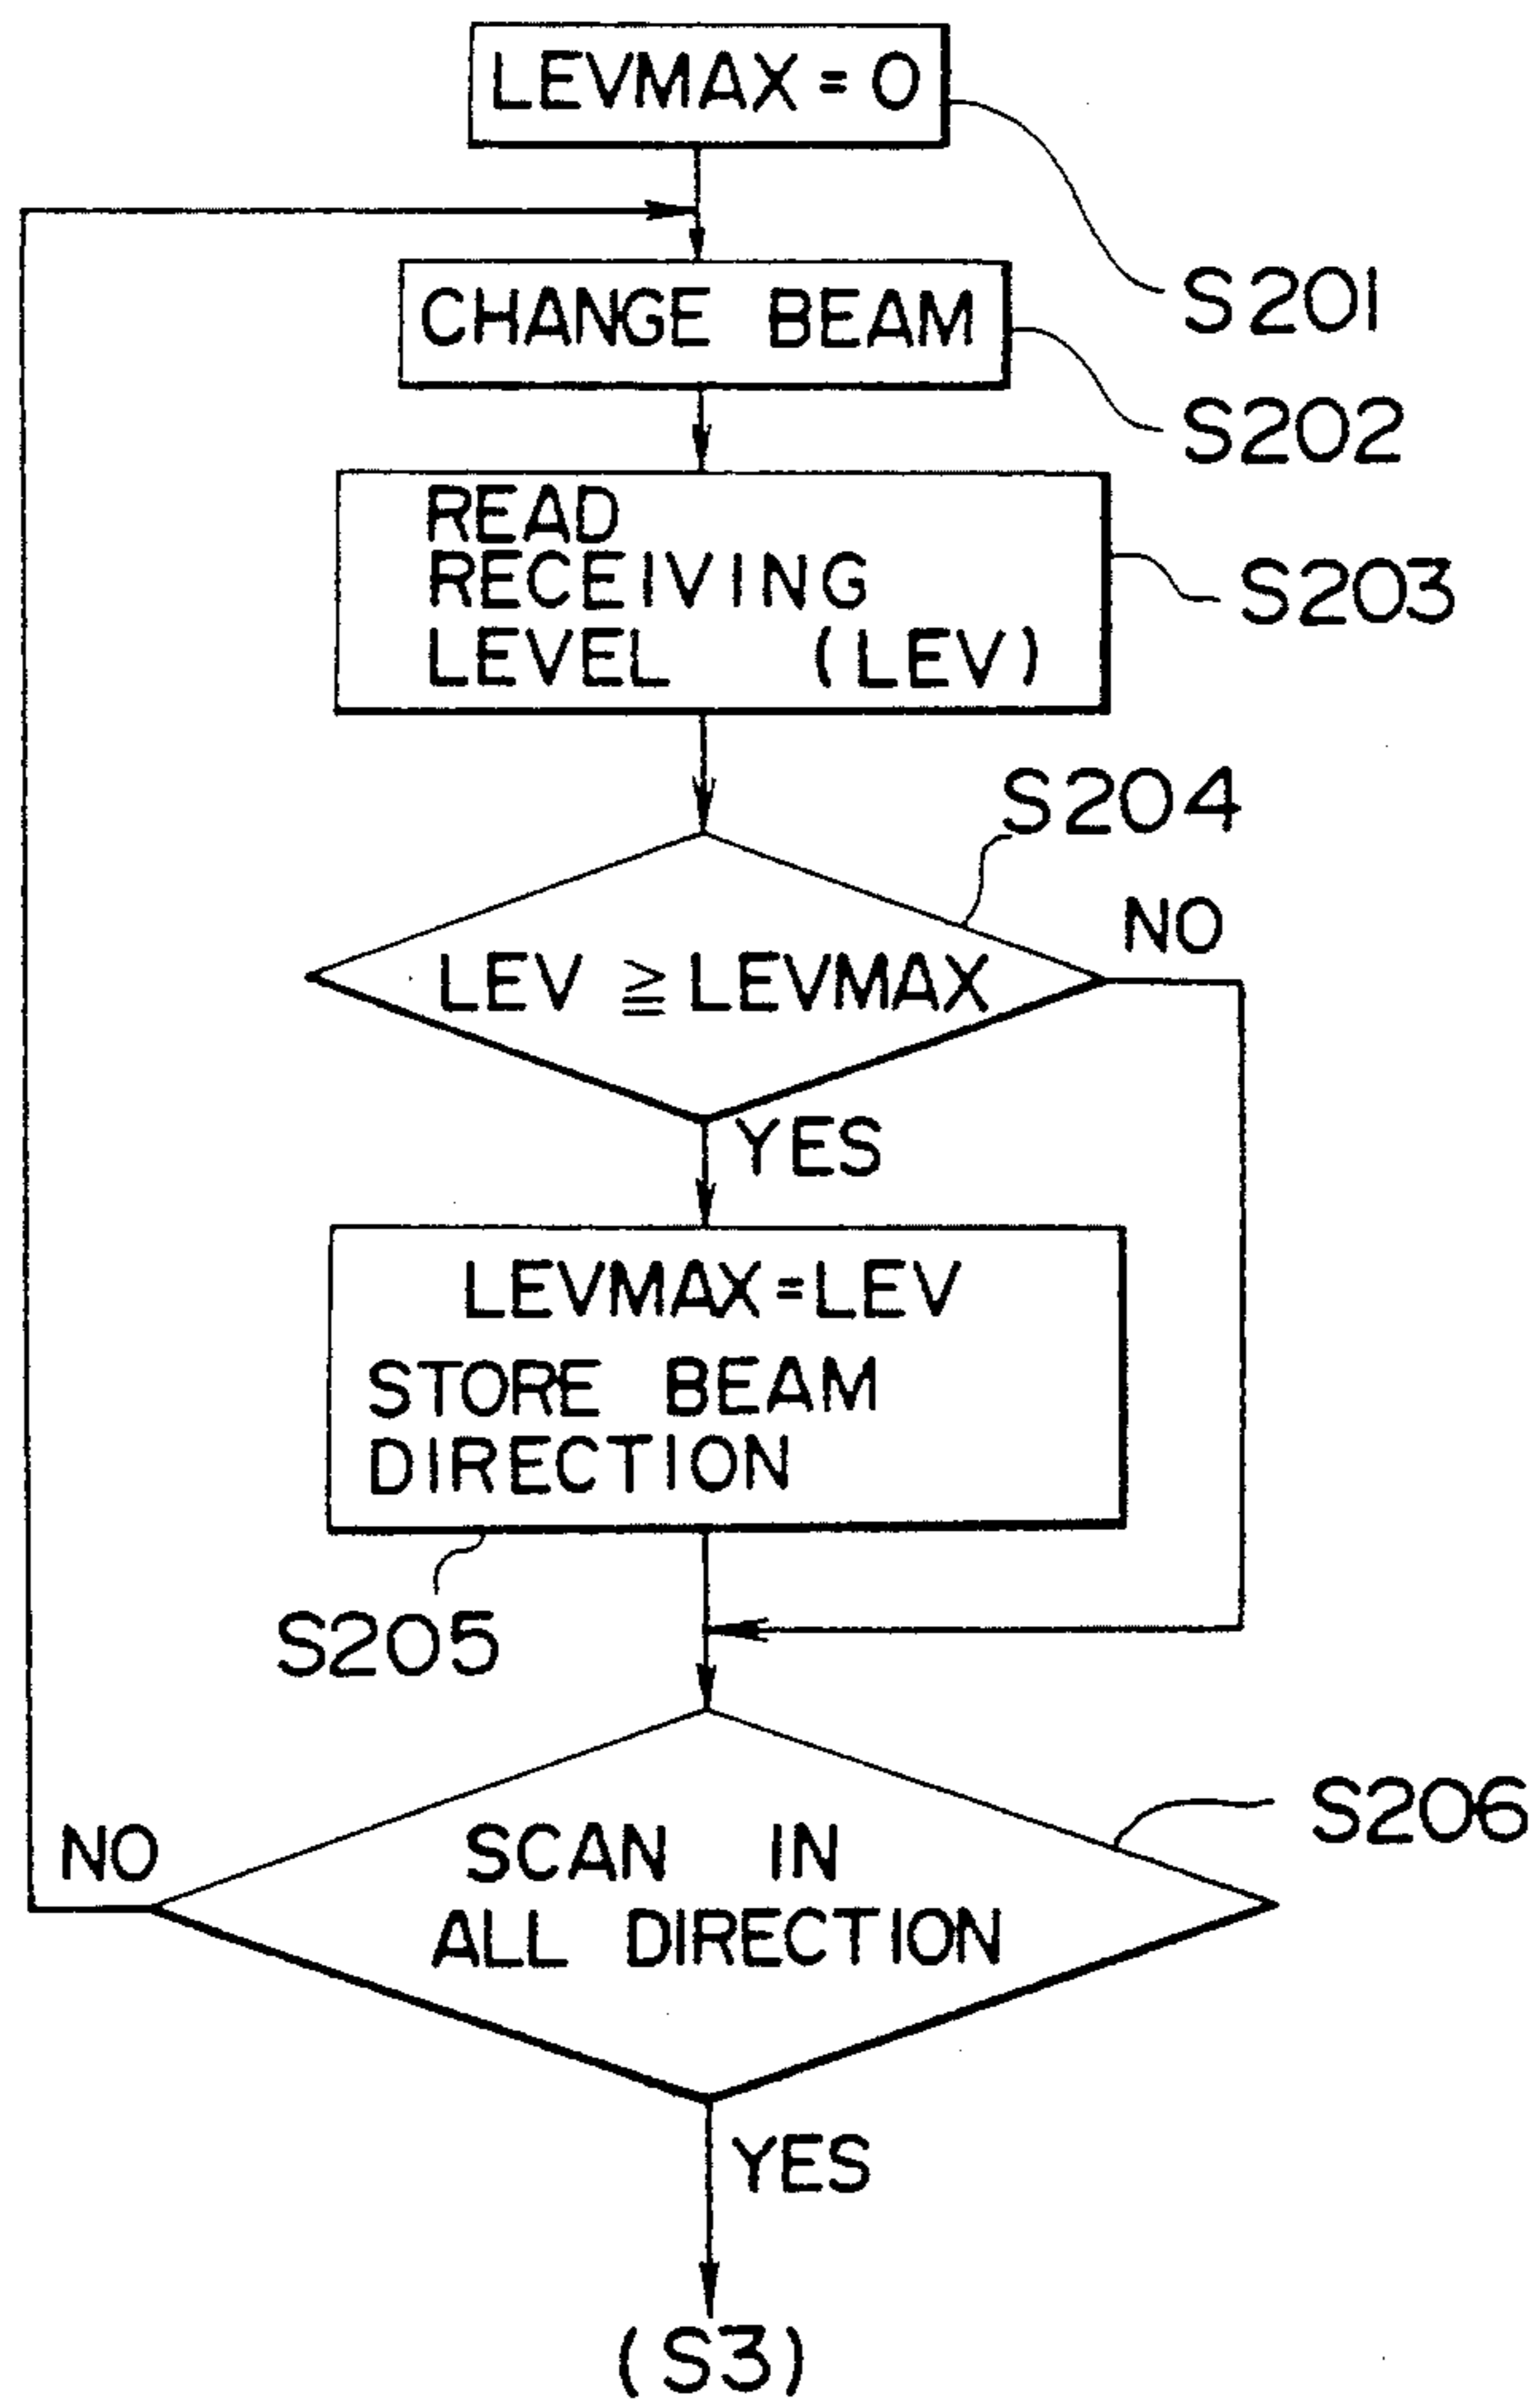 LEVMAX = 0
S201
CHANGE BEAM
S202
READ
RECEIVING
LEVEL (LEV)
S203
S204
LEV ≧ LEVMAX
NO
YES
LEVMAX = LEV
STORE BEAM
DIRECTION
S205
S206
SCAN IN
ALL DIRECTION
NO
YES
(S3)